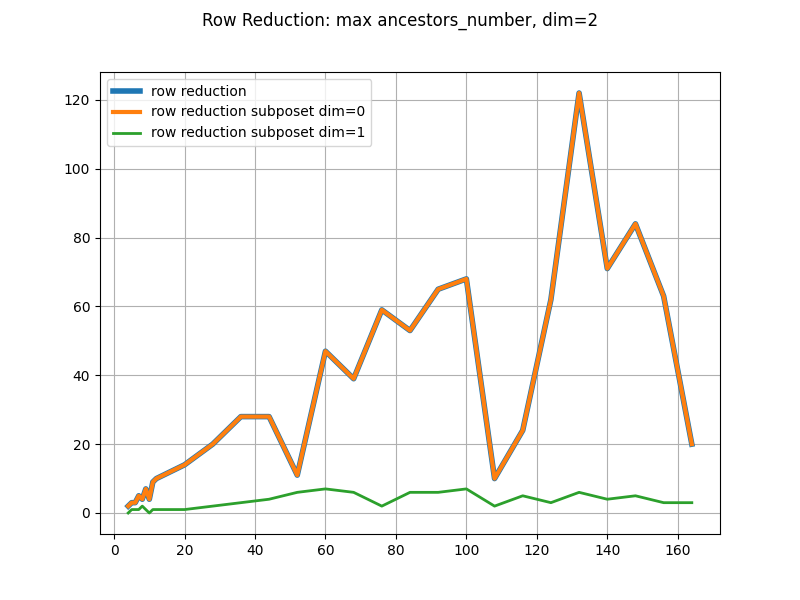 Row Reduction: max ancestors_number, dim=2
row reduction
row reduction subposet dim=0
row reduction subposet dim=1
120
100
80
60
40
20
0
0 20 40 60 80 100 120 140 160